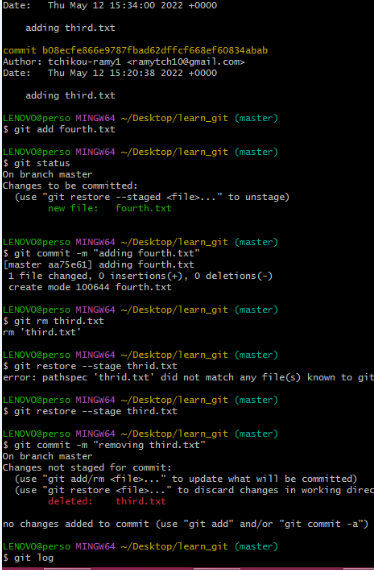 Date:   Thu May 12 15:34:00 2022 +0000
    adding third.txt
commit b08ecfe866e9787fbad62dffcf668ef60834abab
Author: tchikou-ramy1 <ramytch10@gmail.com>
Date:   Thu May 12 15:20:38 2022 +0000
    adding third.txt
LENOVO@perso MINGW64 ~/Desktop/learn_git (master)
$ git add fourth.txt
LENOVO@perso MINGW64 ~/Desktop/learn_git (master)
$ git status
On branch master
Changes to be committed:
  (use "git restore --staged <file>..." to unstage)
        new file:   fourth.txt
LENOVO@perso MINGW64 ~/Desktop/learn_git (master)
$ git commit -m "adding fourth.txt"
[master aa75e61] adding fourth.txt
 1 file changed, 0 insertions(+), 0 deletions(-)
 create mode 100644 fourth.txt
LENOVO@perso MINGW64 ~/Desktop/learn_git (master)
$ git rm third.txt
rm 'third.txt'
LENOVO@perso MINGW64 ~/Desktop/learn_git (master)
$ git restore --stage thrid.txt
error: pathspec 'thrid.txt' did not match any file(s) known to git
LENOVO@perso MINGW64 ~/Desktop/learn_git (master)
$ git restore --stage third.txt
LENOVO@perso MINGW64 ~/Desktop/learn_git (master)
$ git commit -m "removing third.txt"
On branch master
Changes not staged for commit:
  (use "git add/rm <file>..." to update what will be committed)
  (use "git restore <file>..." to discard changes in working direc
        deleted:    third.txt
no changes added to commit (use "git add" and/or "git commit -a")
LENOVO@perso MINGW64 ~/Desktop/learn_git (master)
$ git log